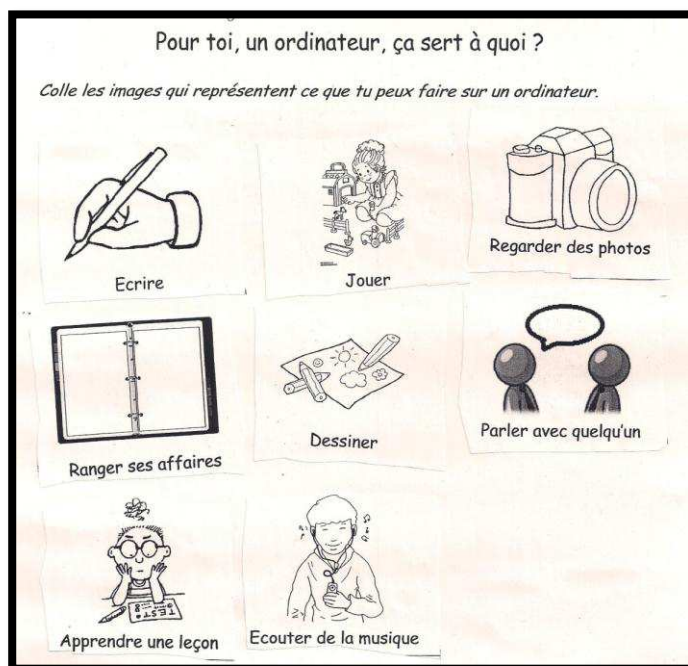 Pour toi, un ordinateur, ça sert à quoi ?
Colle les images qui représentent ce que tu peux faire sur un ordinateur.
Ecrire
Jouer
Regarder des photos
Ranger ses affaires
Dessiner
Parler avec quelqu'un
TEST
Apprendre une leçon
Ecouter de la musique